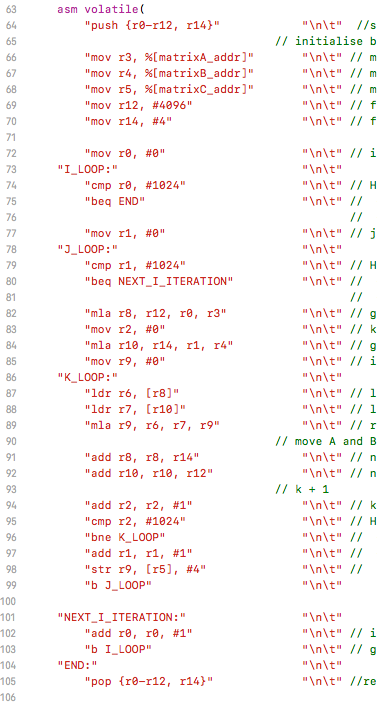 63 asm volatile(
64 "push {r0-r12, r14}" "\n\t" //s
65 // initialise b
66 "mov r3, %[matrixA_addr]" "\n\t" // m
67 "mov r4, %[matrixB_addr]" "\n\t" // m
68 "mov r5, %[matrixC_addr]" "\n\t" // m
69 "mov r12, #4096" "\n\t" // f
70 "mov r14, #4" "\n\t" // f
71
72 "mov r0, #0" "\n\t" // i
73 "I_LOOP:" "\n\t"
74 "cmp r0, #1024" "\n\t" // H
75 "beq END" "\n\t" //
76 //
77 "mov r1, #0" "\n\t" // j
78 "J_LOOP:" "\n\t"
79 "cmp r1, #1024" "\n\t" // H
80 "beq NEXT_I_ITERATION" "\n\t" //
81 //
82 "mla r8, r12, r0, r3" "\n\t" // g
83 "mov r2, #0" "\n\t" // k
84 "mla r10, r14, r1, r4" "\n\t" // g
85 "mov r9, #0" "\n\t" // i
86 "K_LOOP:" "\n\t"
87 "ldr r6, [r8]" "\n\t" // l
88 "ldr r7, [r10]" "\n\t" // l
89 "mla r9, r6, r7, r9" "\n\t" // r
90 // move A and B
91 "add r8, r8, r14" "\n\t" // n
92 "add r10, r10, r12" "\n\t" // n
93 // k + 1
94 "add r2, r2, #1" "\n\t" // k
95 "cmp r2, #1024" "\n\t" // H
96 "bne K_LOOP" "\n\t" //
97 "add r1, r1, #1" "\n\t" //
98 "str r9, [r5], #4" "\n\t" //
99 "b J_LOOP" "\n\t"
100
101 "NEXT_I_ITERATION:" "\n\t"
102 "add r0, r0, #1" "\n\t" // i
103 "b I_LOOP" "\n\t" // g
104 "END:" "\n\t"
105 "pop {r0-r12, r14}" "\n\t" //re
106